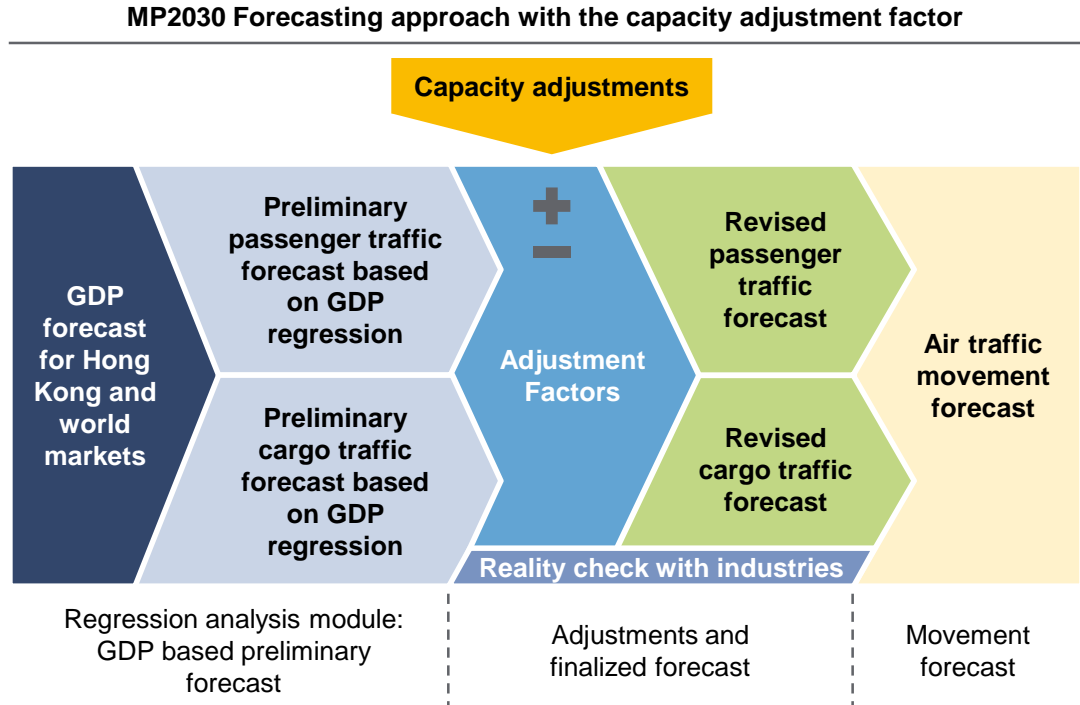 MP2030 Forecasting approach with the capacity adjustment factor
Capacity adjustments
GDP
forecast
for Hong
Kong and
world
markets
Preliminary
passenger traffic
forecast based
on GDP
regression
Preliminary
cargo traffic
forecast based
on GDP
regression
+
−
Adjustment
Factors
Revised
passenger
traffic
forecast
Revised
cargo traffic
forecast
Air traffic
movement
forecast
Reality check with industries
Regression analysis module:
GDP based preliminary
forecast
Adjustments and
finalized forecast
Movement
forecast